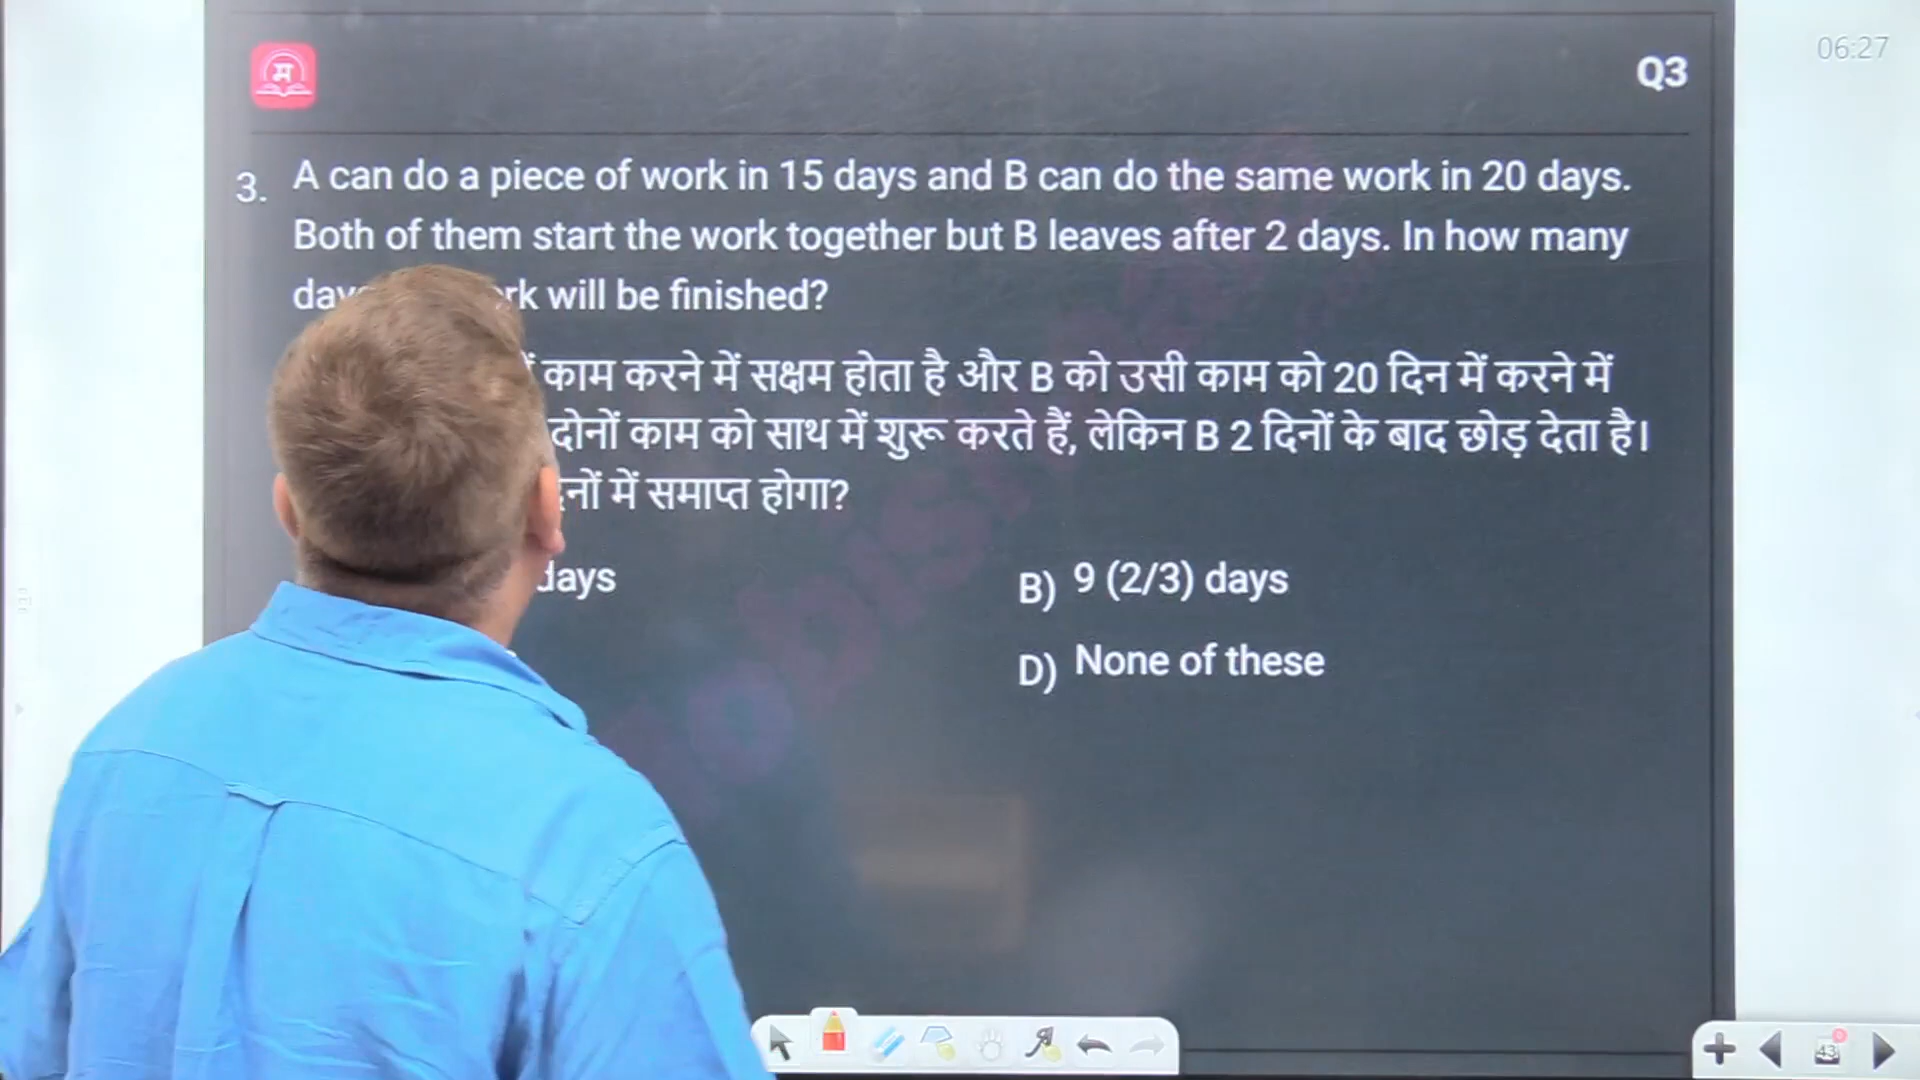 06:27
म
Q3
3. A can do a piece of work in 15 days and B can do the same work in 20 days.
Both of them start the work together but B leaves after 2 days. In how many
will be finished?
काम करने में सक्षम होता है और B को उसी काम को 20 दिन में करने में
दोनों काम को साथ में शुरू करते हैं, लेकिन B 2 दिनों के बाद छोड़ देता है।
में समाप्त होगा?
days
B) 9 (2/3) days
D) None of these
43